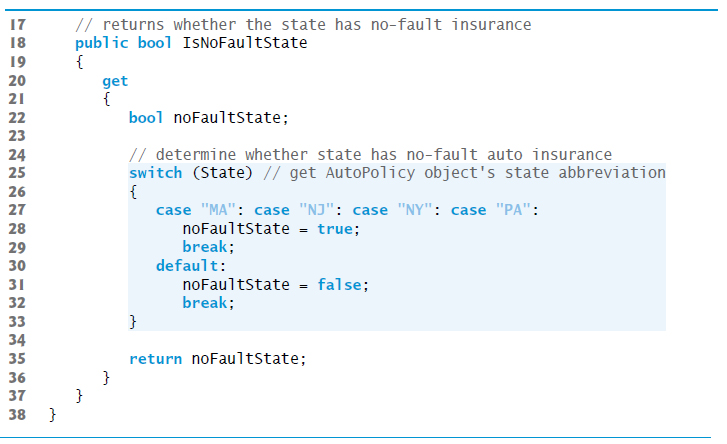 17 // returns whether the state has no-fault insurance
18 public bool IsNoFaultState
19 {
20 get
21 {
22 bool noFaultState;
23
24 // determine whether state has no-fault auto insurance
25 switch (State) // get AutoPolicy object's state abbreviation
26 {
27 case "MA": case "NJ": case "NY": case "PA":
28 noFaultState = true;
29 break;
30 default:
31 noFaultState = false;
32 break;
33 }
34
35 return noFaultState;
36 }
37 }
38 }